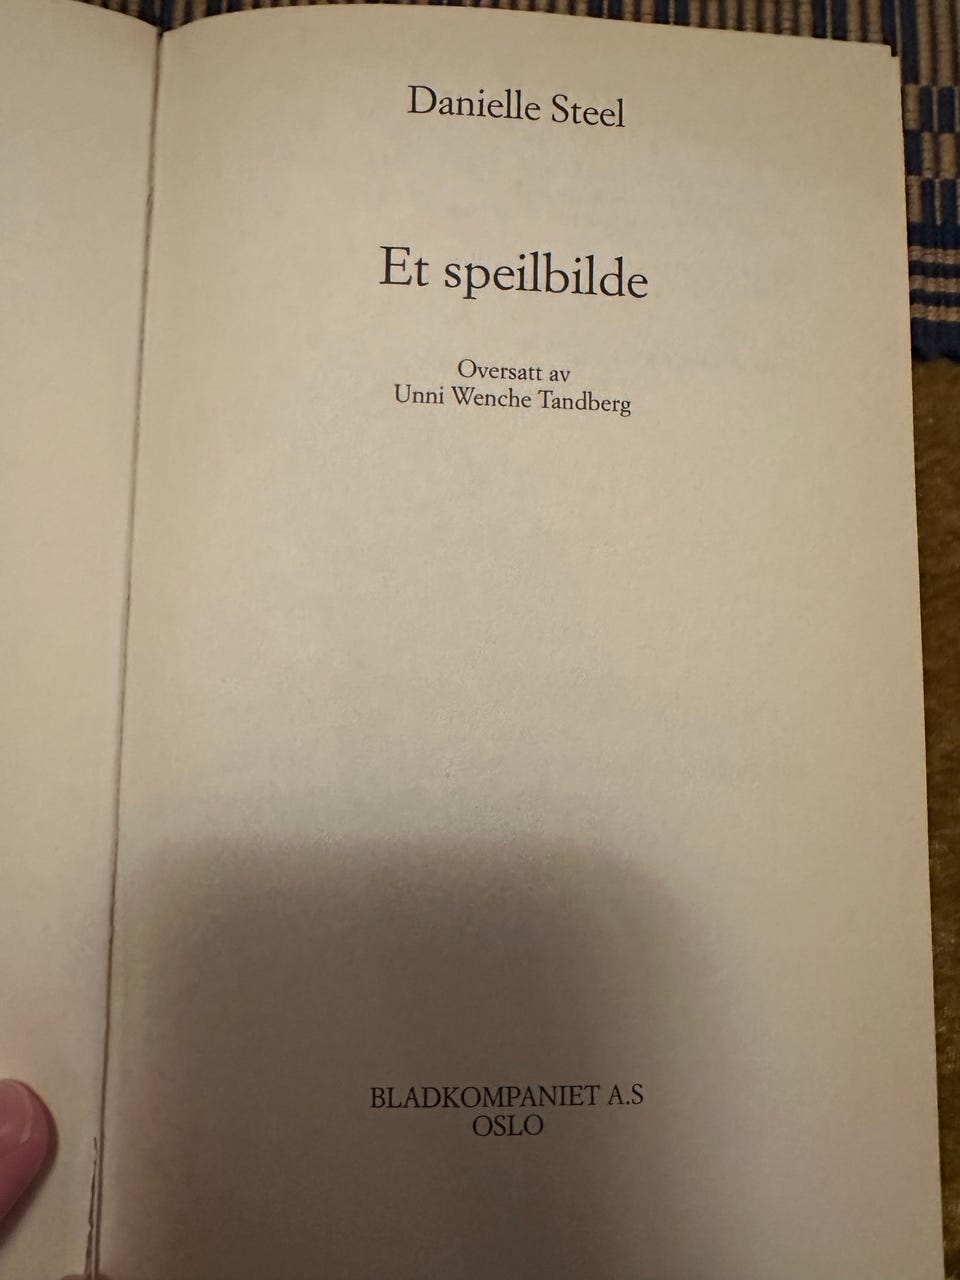 Danielle Steel
Et speilbilde
Oversatt av
Unni Wenche Tandberg
BLADKOMPANIET A.S
OSLO